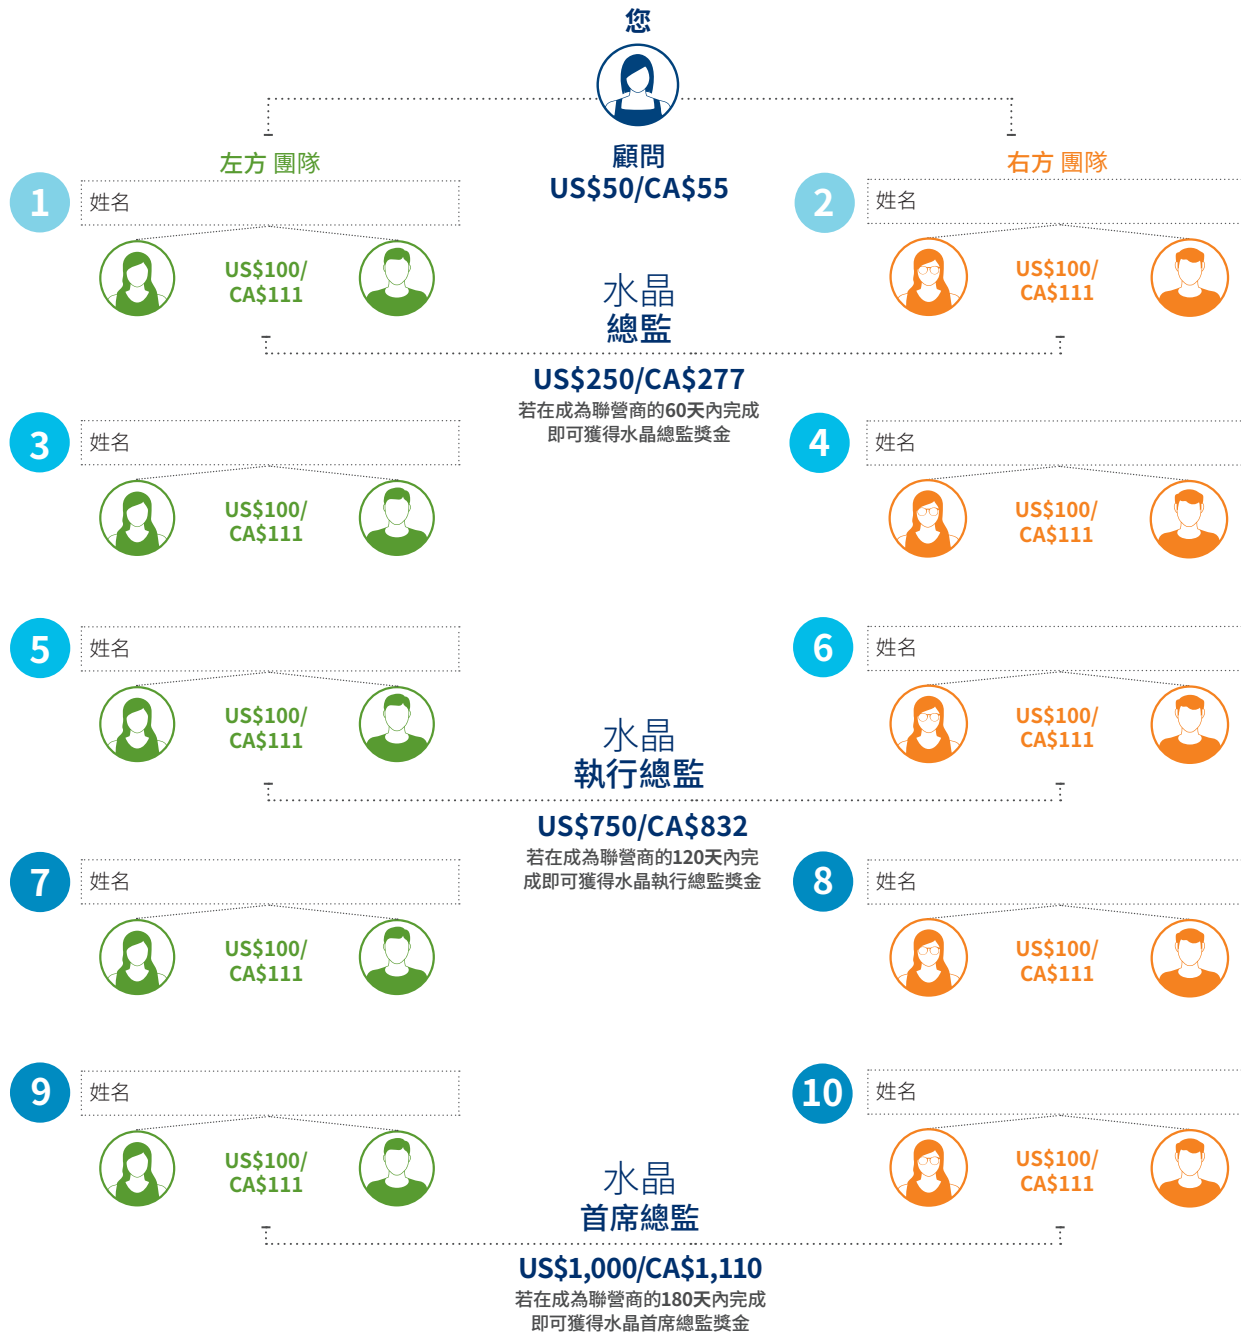 您
左方 團隊
顧問
US$50/CA$55
右方 團隊
1
姓名
2
姓名
US$100/
CA$111
US$100/
CA$111
水晶
總監
US$250/CA$277
若在成為聯營商的60天內完成
即可獲得水晶總監獎金
3
姓名
4
姓名
US$100/
CA$111
US$100/
CA$111
5
姓名
6
姓名
US$100/
CA$111
US$100/
CA$111
水晶
執行總監
US$750/CA$832
若在成為聯營商的120天內完
成即可獲得水晶執行總監獎金
7
姓名
8
姓名
US$100/
CA$111
US$100/
CA$111
9
姓名
10
姓名
US$100/
CA$111
US$100/
CA$111
水晶
首席總監
US$1,000/CA$1,110
若在成為聯營商的180天內完成
即可獲得水晶首席總監獎金